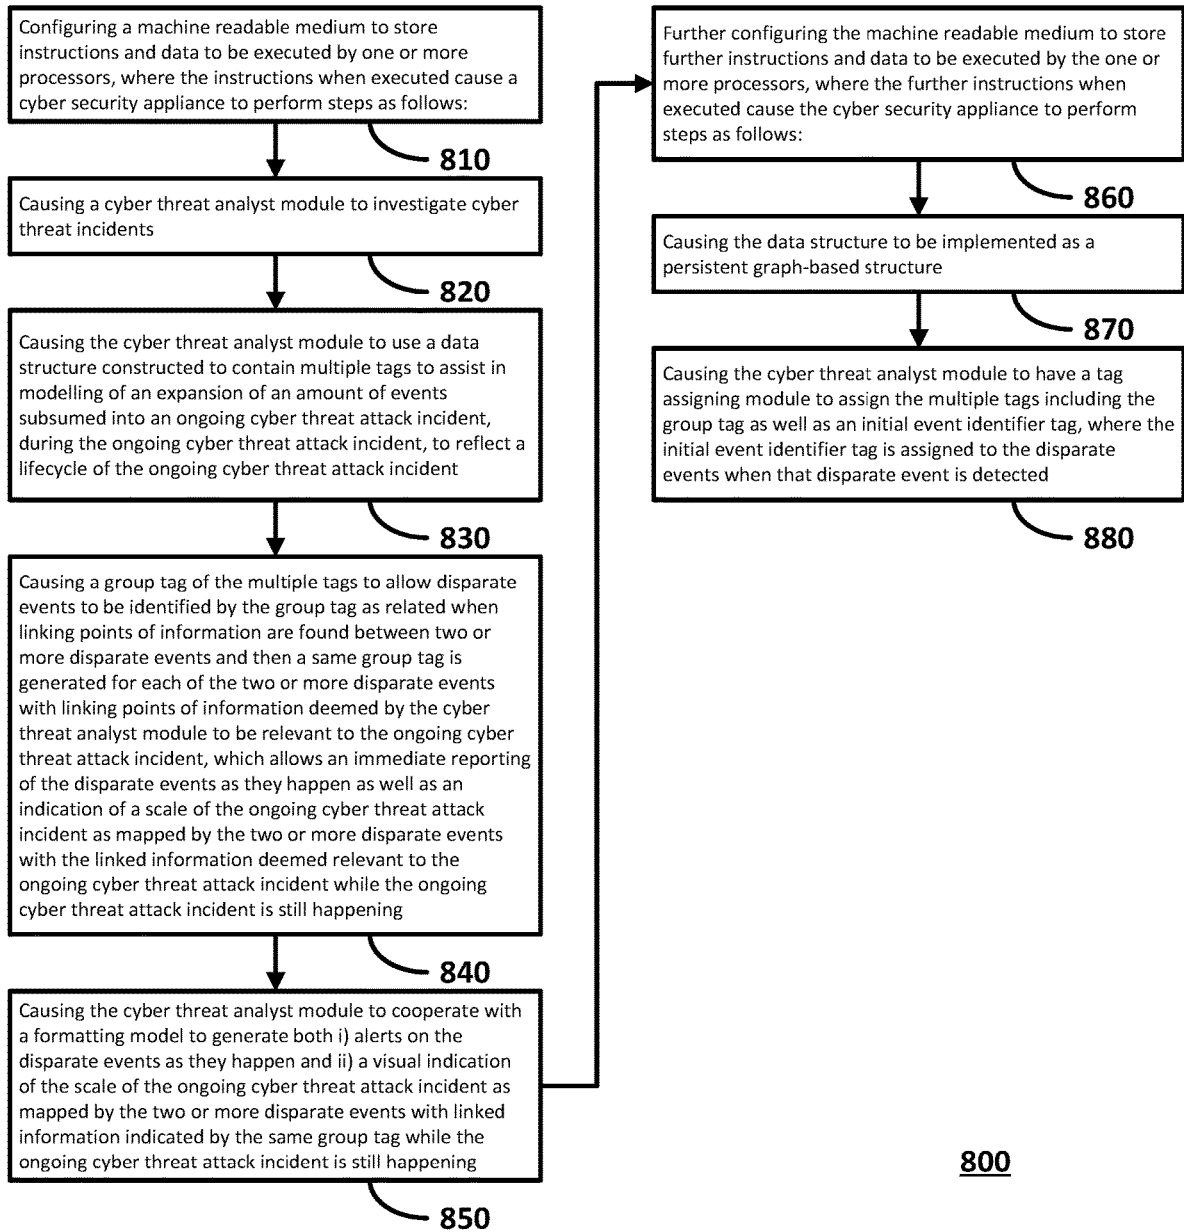 Configuring a machine readable medium to store
instructions and data to be executed by one or more
processors, where the instructions when executed cause a
cyber security appliance to perform steps as follows:
810
Causing a cyber threat analyst module to investigate cyber
threat incidents
820
Causing the cyber threat analyst module to use a data
structure constructed to contain multiple tags to assist in
modelling of an expansion of an amount of events
subsumed into an ongoing cyber threat attack incident,
during the ongoing cyber threat attack incident, to reflect a
lifecycle of the ongoing cyber threat attack incident
830
Causing a group tag of the multiple tags to allow disparate
events to be identified by the group tag as related when
linking points of information are found between two or
more disparate events and then a same group tag is
generated for each of the two or more disparate events
with linking points of information deemed by the cyber
threat analyst module to be relevant to the ongoing cyber
threat attack incident, which allows an immediate reporting
of the disparate events as they happen as well as an
indication of a scale of the ongoing cyber threat attack
incident as mapped by the two or more disparate events
with the linked information deemed relevant to the
ongoing cyber threat attack incident while the ongoing
cyber threat attack incident is still happening
840
Causing the cyber threat analyst module to cooperate with
a formatting model to generate both i) alerts on the
disparate events as they happen and ii) a visual indication
of the scale of the ongoing cyber threat attack incident as
mapped by the two or more disparate events with linked
information indicated by the same group tag while the
ongoing cyber threat attack incident is still happening
850
Further configuring the machine readable medium to store
further instructions and data to be executed by the one or
more processors, where the further instructions when
executed cause the cyber security appliance to perform
steps as follows:
860
Causing the data structure to be implemented as a
persistent graph-based structure
870
Causing the cyber threat analyst module to have a tag
assigning module to assign the multiple tags including the
group tag as well as an initial event identifier tag, where the
initial event identifier tag is assigned to the disparate
events when that disparate event is detected
880
800